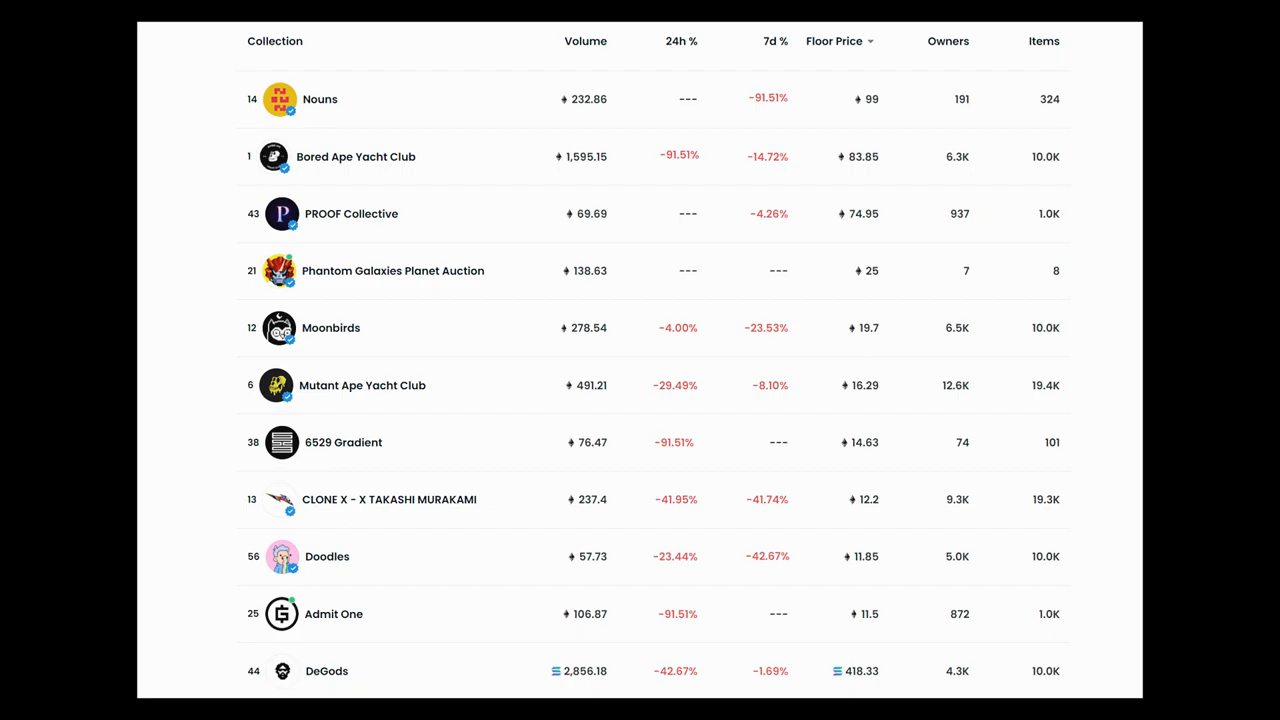 Collection Volume 24h % 7d % Floor Price Owners Items
14 Nouns 232.86 --- -91.51% 99 191 324
1 Bored Ape Yacht Club 1,595.15 -91.51% -14.72% 83.85 6.3K 10.0K
43 P PROOF Collective 69.69 --- -4.26% 74.95 937 1.0K
21 Phantom Galaxies Planet Auction 138.63 --- --- 25 7 8
12 Moonbirds 278.54 -4.00% -23.53% 19.7 6.5K 10.0K
6 Mutant Ape Yacht Club 491.21 -29.49% -8.10% 16.29 12.6K 19.4K
38 6529 Gradient 76.47 -91.51% --- 14.63 74 101
13 CLONE X - X TAKASHI MURAKAMI 237.4 -41.95% -41.74% 12.2 9.3K 19.3K
56 Doodles 57.73 -23.44% -42.67% 11.85 5.0K 10.0K
25 Admit One 106.87 -91.51% --- 11.5 872 1.0K
44 DeGods 2,856.18 -42.67% -1.69% 418.33 4.3K 10.0K